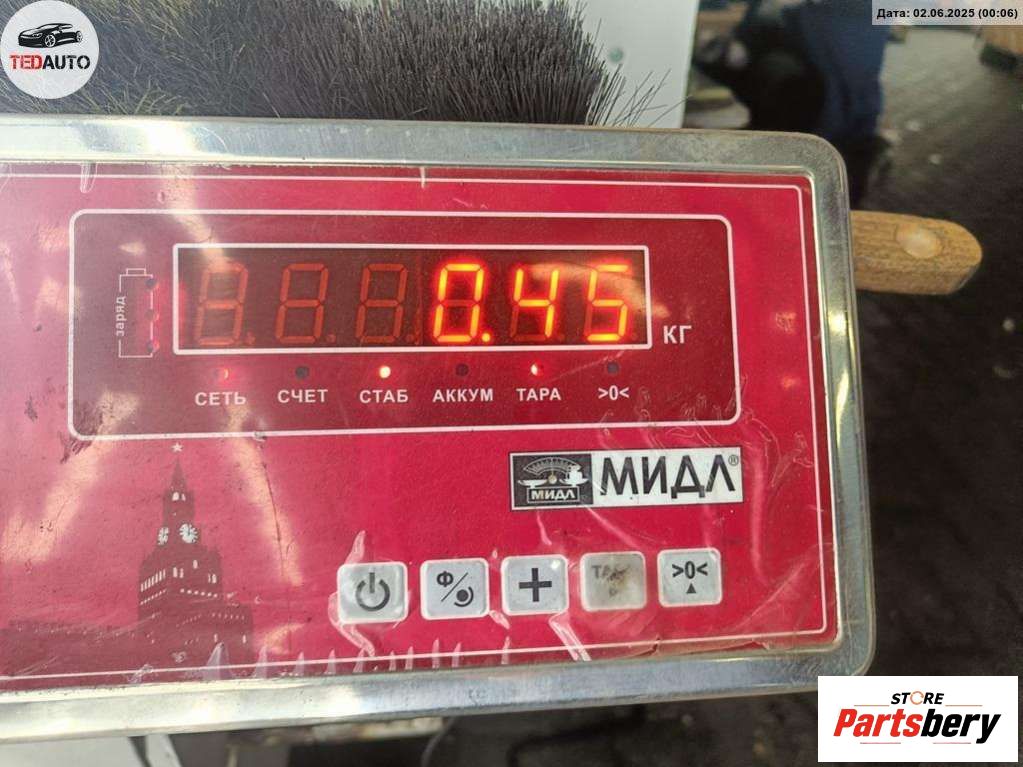 Дата: 02.06.2025 (00:06)
TEDAUTO
заряд
0.45
КГ
СЕТЬ СЧЕТ СТАБ АККУМ ТАРА >0<
МИДЛ МИДЛ®
Ф + >0<
STORE
Partsbery